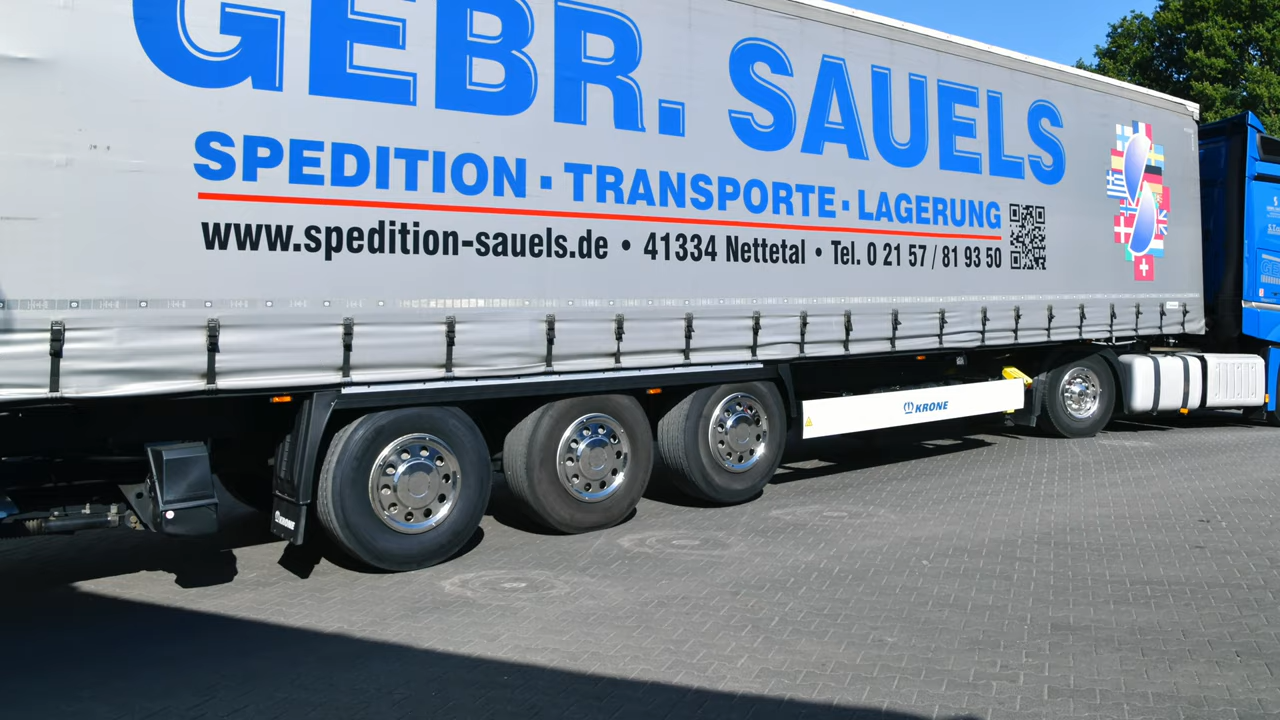 GEBR. SAUELS
SPEDITION · TRANSPORTE · LAGERUNG
www.spedition-sauels.de • 41334 Nettetal • Tel. 0 21 57 / 81 93 50
KRONE
KRONE